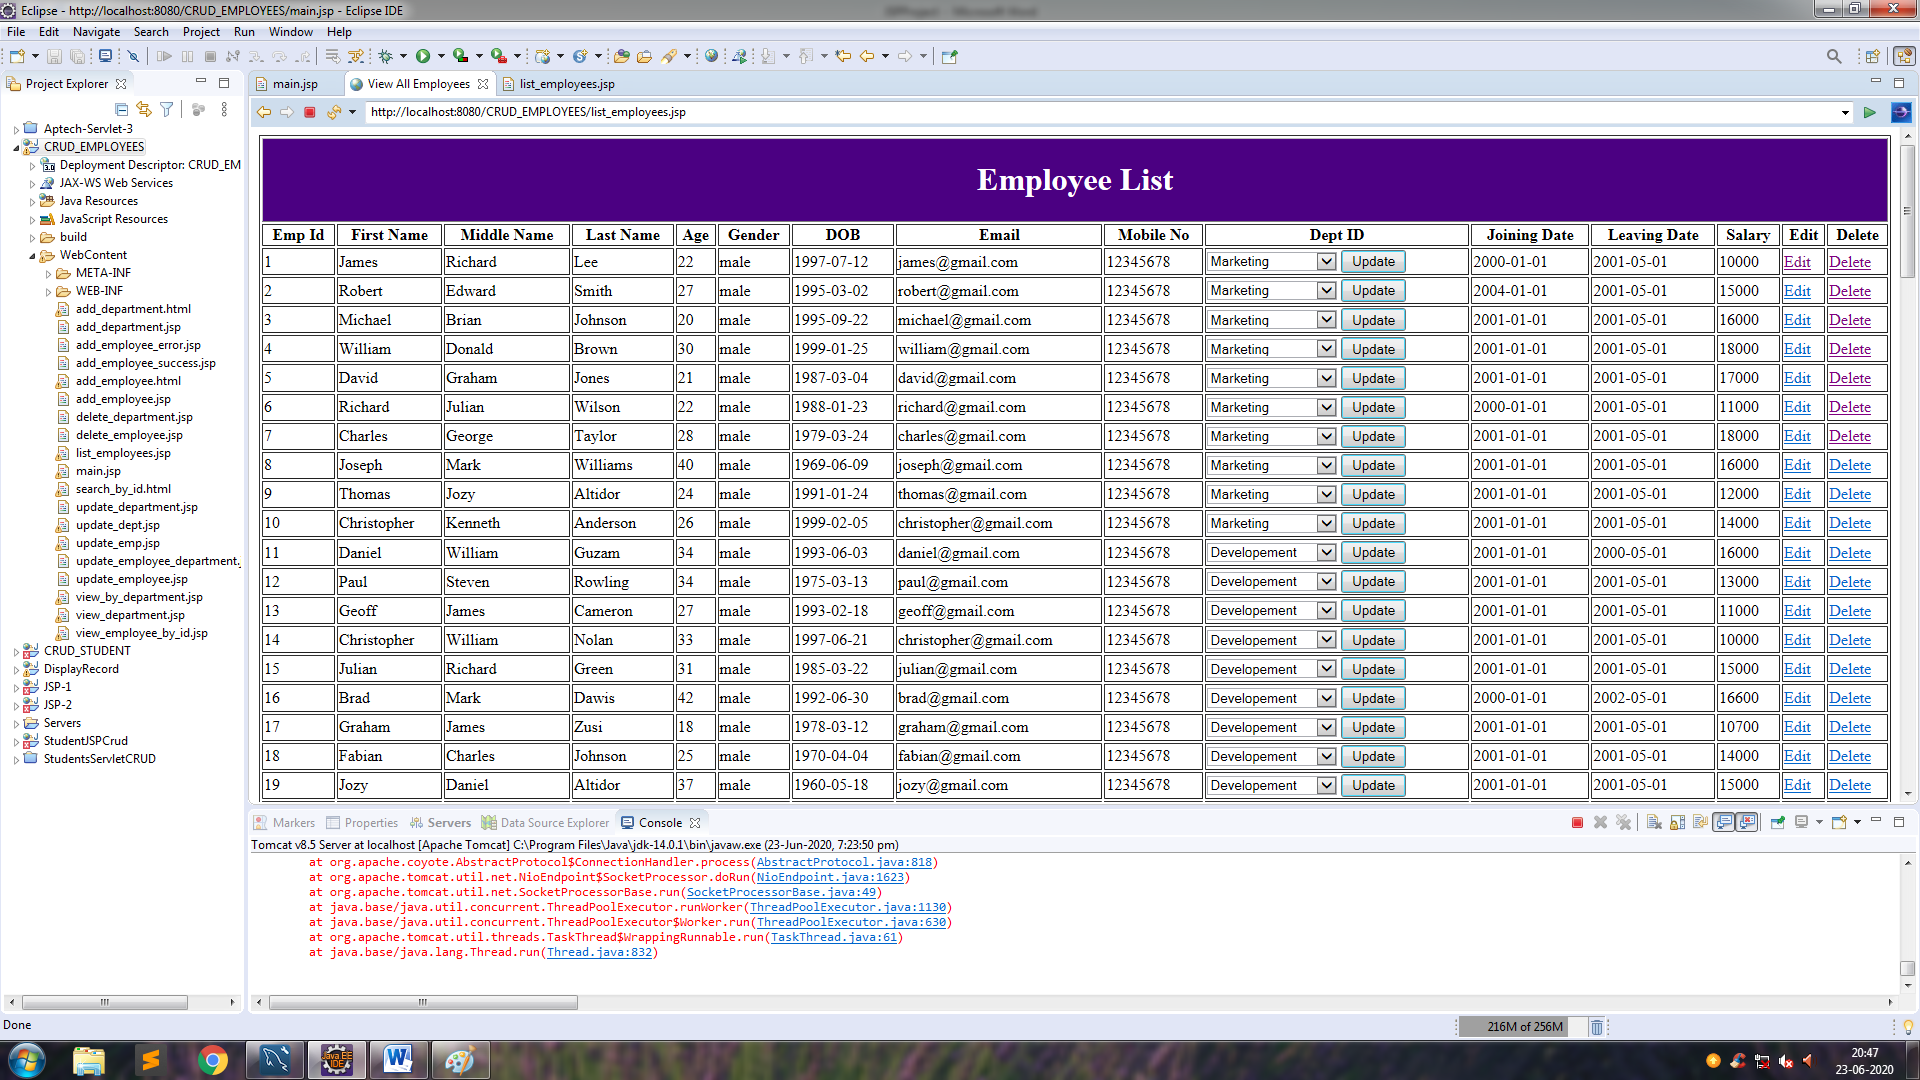 Eclipse - http://localhost:8080/CRUD_EMPLOYEES/main.jsp - Eclipse IDE
File Edit Navigate Search Project Run Window Help
Project Explorer
main.jsp View All Employees list_employees.jsp
http://localhost:8080/CRUD_EMPLOYEES/list_employees.jsp
Aptech-Servlet-3
CRUD_EMPLOYEES
Deployment Descriptor: CRUD_EM
JAX-WS Web Services
Java Resources
JavaScript Resources
build
WebContent
META-INF
WEB-INF
add_department.html
add_department.jsp
add_employee_error.jsp
add_employee_success.jsp
add_employee.html
add_employee.jsp
delete_department.jsp
delete_employee.jsp
list_employees.jsp
main.jsp
search_by_id.html
update_department.jsp
update_dept.jsp
update_emp.jsp
update_employee_department.
update_employee.jsp
view_by_department.jsp
view_department.jsp
view_employee_by_id.jsp
CRUD_STUDENT
DisplayRecord
JSP-1
JSP-2
Servers
StudentJSPCrud
StudentsServletCRUD
Employee List
Emp Id First Name Middle Name Last Name Age Gender DOB Email Mobile No Dept ID Joining Date Leaving Date Salary Edit Delete
1 James Richard Lee 22 male 1997-07-12 james@gmail.com 12345678 Marketing Update 2000-01-01 2001-05-01 10000 Edit Delete
2 Robert Edward Smith 27 male 1995-03-02 robert@gmail.com 12345678 Marketing Update 2004-01-01 2001-05-01 15000 Edit Delete
3 Michael Brian Johnson 20 male 1995-09-22 michael@gmail.com 12345678 Marketing Update 2001-01-01 2001-05-01 16000 Edit Delete
4 William Donald Brown 30 male 1999-01-25 william@gmail.com 12345678 Marketing Update 2001-01-01 2001-05-01 18000 Edit Delete
5 David Graham Jones 21 male 1987-03-04 david@gmail.com 12345678 Marketing Update 2001-01-01 2001-05-01 17000 Edit Delete
6 Richard Julian Wilson 22 male 1988-01-23 richard@gmail.com 12345678 Marketing Update 2000-01-01 2001-05-01 11000 Edit Delete
7 Charles George Taylor 28 male 1979-03-24 charles@gmail.com 12345678 Marketing Update 2001-01-01 2001-05-01 18000 Edit Delete
8 Joseph Mark Williams 40 male 1969-06-09 joseph@gmail.com 12345678 Marketing Update 2001-01-01 2001-05-01 16000 Edit Delete
9 Thomas Jozy Altidor 24 male 1991-01-24 thomas@gmail.com 12345678 Marketing Update 2001-01-01 2001-05-01 12000 Edit Delete
10 Christopher Kenneth Anderson 26 male 1999-02-05 christopher@gmail.com 12345678 Marketing Update 2001-01-01 2001-05-01 14000 Edit Delete
11 Daniel William Guzam 34 male 1993-06-03 daniel@gmail.com 12345678 Developement Update 2001-01-01 2000-05-01 16000 Edit Delete
12 Paul Steven Rowling 34 male 1975-03-13 paul@gmail.com 12345678 Developement Update 2001-01-01 2001-05-01 13000 Edit Delete
13 Geoff James Cameron 27 male 1993-02-18 geoff@gmail.com 12345678 Developement Update 2001-01-01 2001-05-01 11000 Edit Delete
14 Christopher William Nolan 33 male 1997-06-21 christopher@gmail.com 12345678 Developement Update 2001-01-01 2001-05-01 10000 Edit Delete
15 Julian Richard Green 31 male 1985-03-22 julian@gmail.com 12345678 Developement Update 2001-01-01 2001-05-01 15000 Edit Delete
16 Brad Mark Dawis 42 male 1992-06-30 brad@gmail.com 12345678 Developement Update 2000-01-01 2002-05-01 16600 Edit Delete
17 Graham James Zusi 18 male 1978-03-12 graham@gmail.com 12345678 Developement Update 2001-01-01 2001-05-01 10700 Edit Delete
18 Fabian Charles Johnson 25 male 1970-04-04 fabian@gmail.com 12345678 Developement Update 2001-01-01 2001-05-01 14000 Edit Delete
19 Jozy Daniel Altidor 37 male 1960-05-18 jozy@gmail.com 12345678 Developement Update 2001-01-01 2001-05-01 15000 Edit Delete
Markers Properties Servers Data Source Explorer Console
Tomcat v8.5 Server at localhost [Apache Tomcat] C:\Program Files\Java\jdk-14.0.1\bin\javaw.exe (23-Jun-2020, 7:23:50 pm)
at org.apache.coyote.AbstractProtocol$ConnectionHandler.process(AbstractProtocol.java:818)
at org.apache.tomcat.util.net.NioEndpoint$SocketProcessor.doRun(NioEndpoint.java:1623)
at org.apache.tomcat.util.net.SocketProcessorBase.run(SocketProcessorBase.java:49)
at java.base/java.util.concurrent.ThreadPoolExecutor.runWorker(ThreadPoolExecutor.java:1130)
at java.base/java.util.concurrent.ThreadPoolExecutor$Worker.run(ThreadPoolExecutor.java:630)
at org.apache.tomcat.util.threads.TaskThread$WrappingRunnable.run(TaskThread.java:61)
at java.base/java.lang.Thread.run(Thread.java:832)
Done
216M of 256M
Java EE
IDE
20:47
23-06-2020